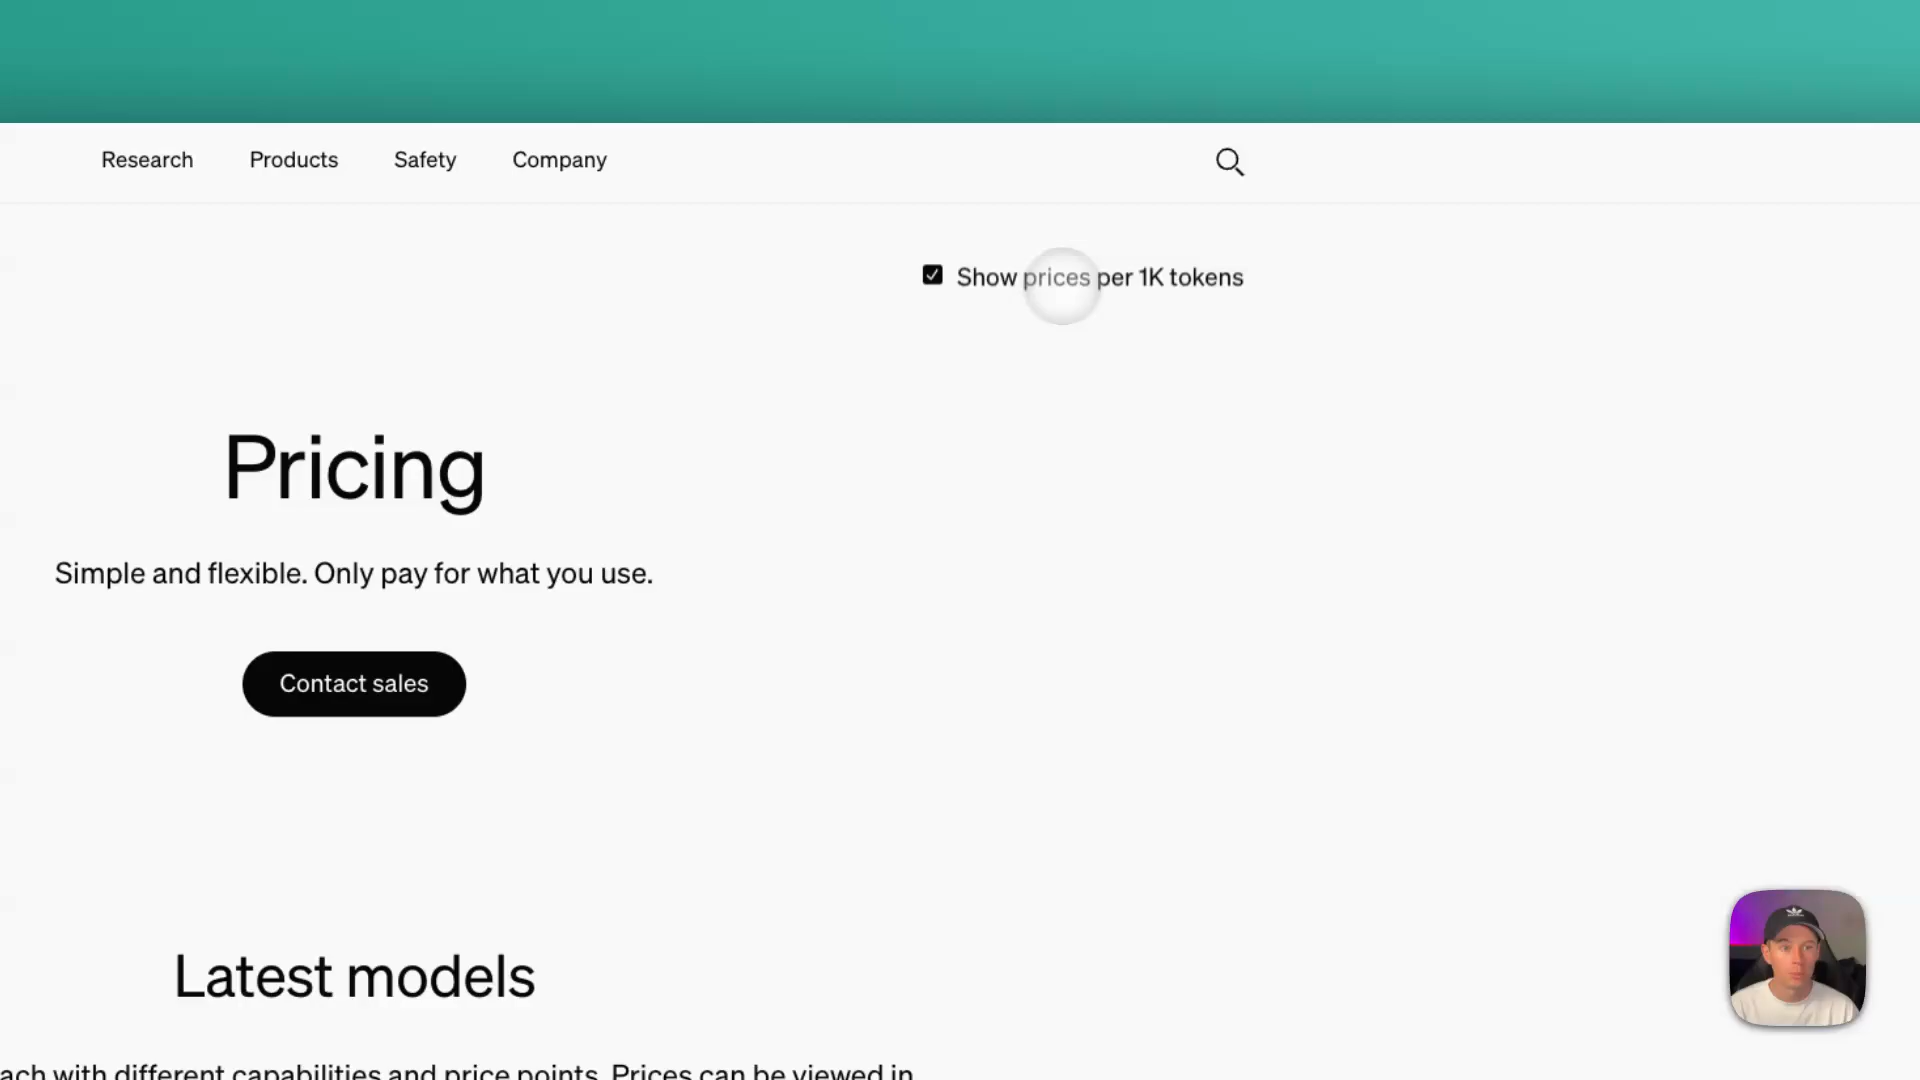 Research Products Safety Company
Show prices per 1K tokens
Pricing
Simple and flexible. Only pay for what you use.
Contact sales
Latest models
with different capabilities and price points. Prices can be viewed in